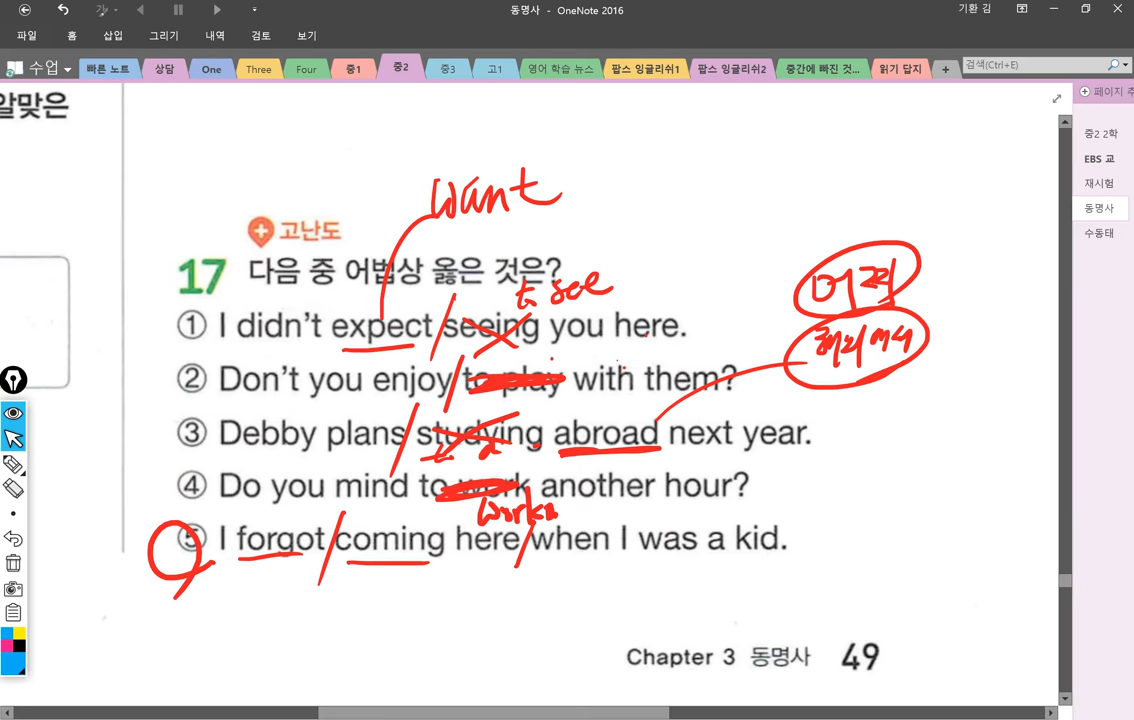 동명사 - OneNote 2016
기환 김
파일 홈 삽입 그리기 내역 검토 보기
수업 빠른 노트 상담 One Three Four 중1 중2 중3 고1 영어 학습 뉴스 팝스 잉글리쉬1 팝스 잉글리쉬2 중간에 빠진 것... 읽기 답지 검색(Ctrl+E)
페이지 추
알맞은
중2 2학
EBS 교
재시험
동명사
수동태
want
고난도
17 다음 중 어법상 옳은 것은?
to see
① I didn't expect seeing you here.
② Don't you enjoy to play with them?
해외에서
③ Debby plans studying abroad next year.
④ Do you mind to work another hour?
⑤ I forgot coming here when I was a kid.
Chapter 3 동명사 49